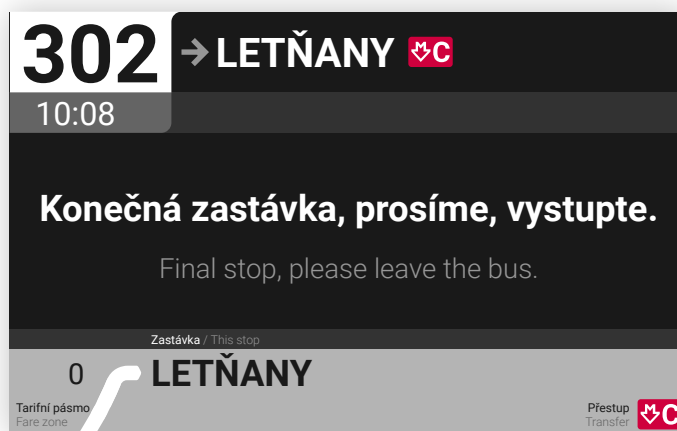 302
→ LETŇANY C
10:08
Konečná zastávka, prosíme, vystupte.
Final stop, please leave the bus.
Zastávka / This stop
0 LETŇANY
Tarifní pásmo
Fare zone
Přestup
Transfer
C